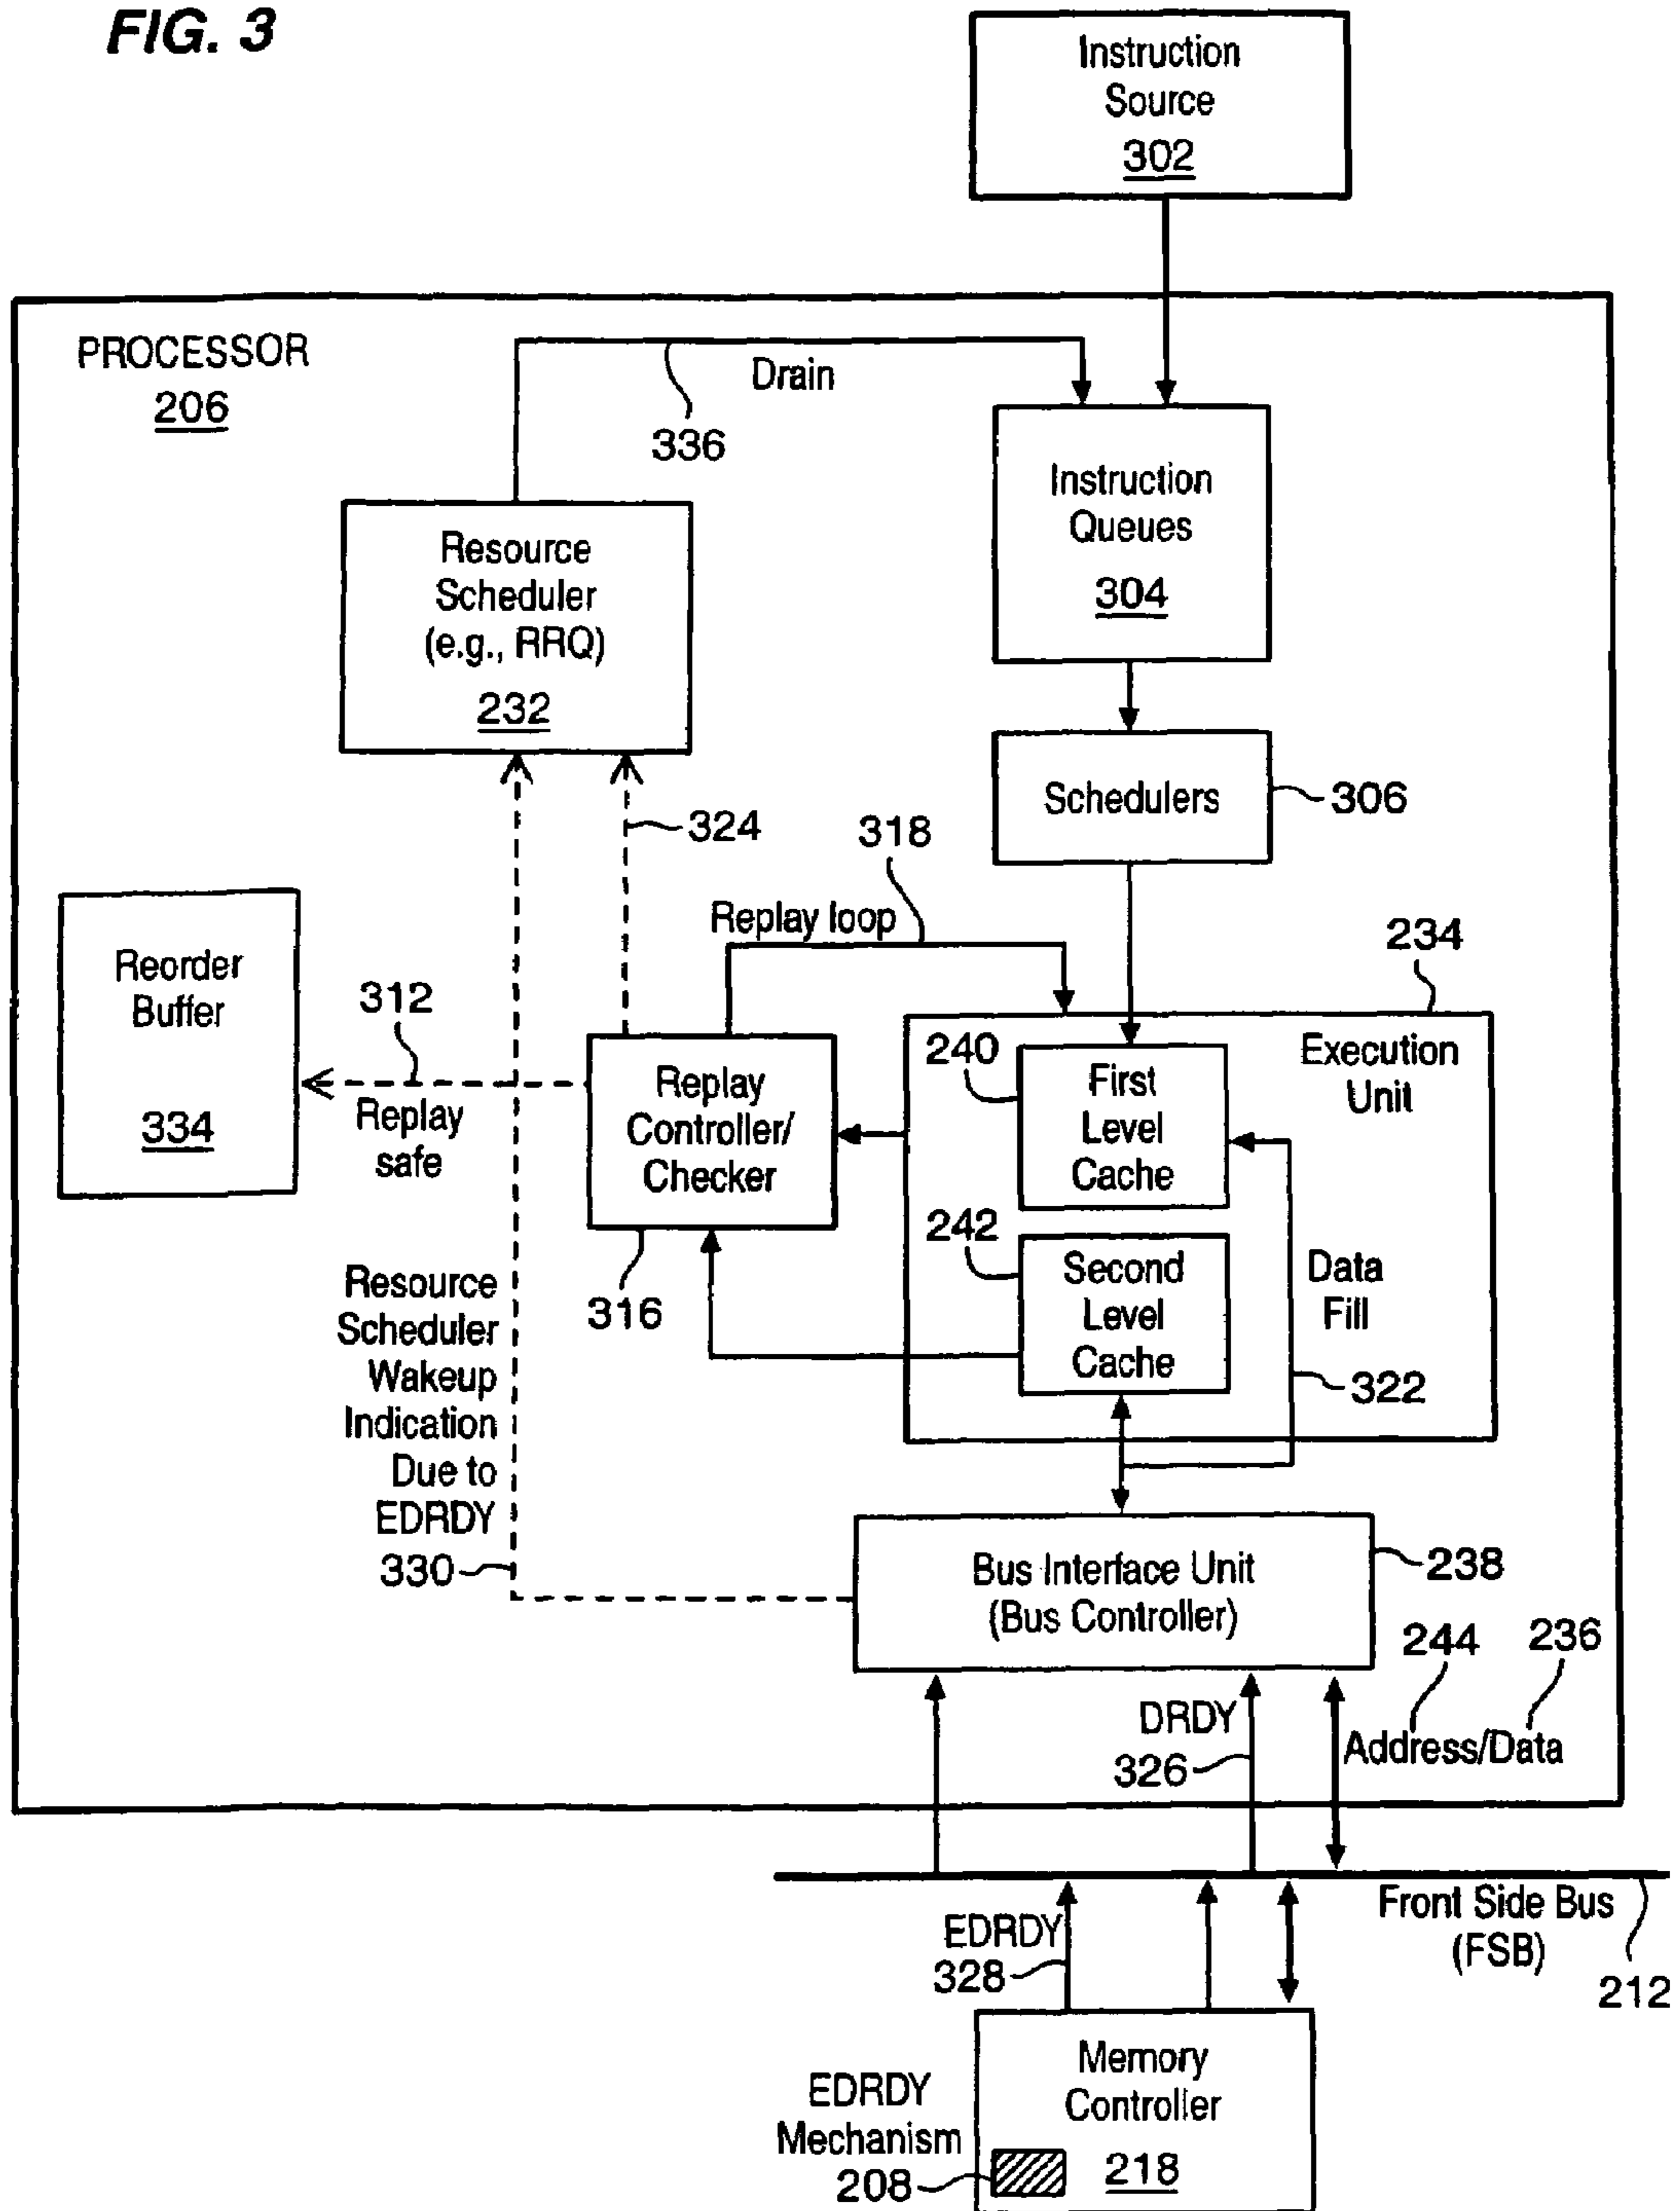 FIG. 3
Instruction
Source
302
PROCESSOR
206
Drain
336
Instruction
Queues
304
Resource
Scheduler
(e.g., RRQ)
232
Schedulers
306
324
318
Replay loop
234
Reorder
Buffer
334
312
Replay
safe
Replay
Controller/
Checker
316
Execution
Unit
240
First
Level
Cache
242
Second
Level
Cache
Data
Fill
322
Resource
Scheduler
Wakeup
Indication
Due to
EDRDY
330
Bus Interface Unit
(Bus Controller)
238
244
236
DRDY
326
Address/Data
Front Side Bus
(FSB)
212
EDRDY
328
Memory
Controller
218
EDRDY
Mechanism
208